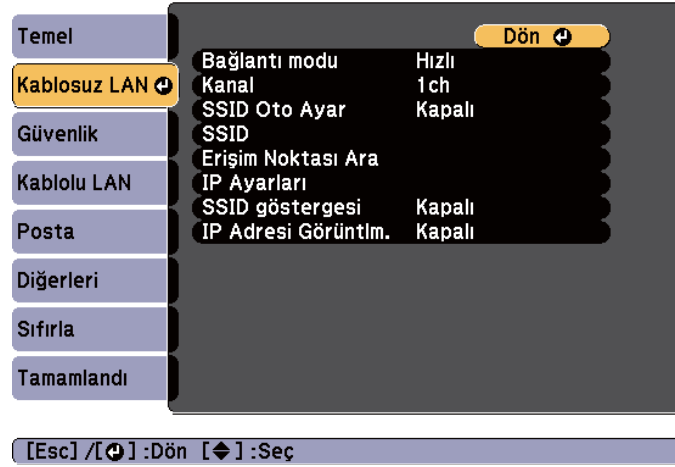 Temel
Kablosuz LAN
Güvenlik
Kablolu LAN
Posta
Diğerleri
Sıfırla
Tamamlandı
Dön
Bağlantı modu Hızlı
Kanal 1ch
SSID Oto Ayar Kapalı
SSID
Erişim Noktası Ara
IP Ayarları
SSID göstergesi Kapalı
IP Adresi Görüntlm. Kapalı
[Esc] /[ ] :Dön [ ] :Seç